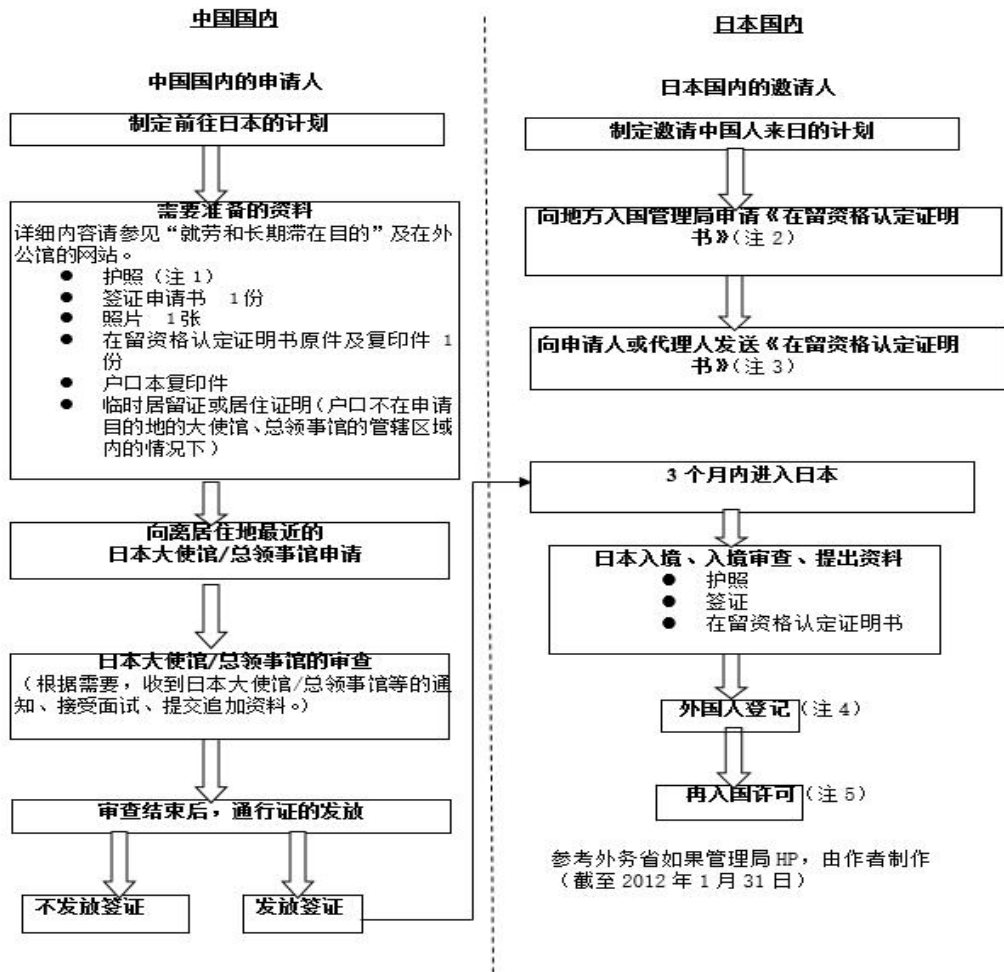 中国国内
中国国内的申请人
制定前往日本的计划
需要准备的资料
详细内容请参见“就劳和长期滞在目的”及在外
公馆的网站。
● 护照（注 1）
● 签证申请书 1份
● 照片 1张
● 在留资格认定证明书原件及复印件 1
份
● 户口本复印件
● 临时居留证或居住证明（户口不在申请
目的地的大使馆、总领事馆的管辖区域
内的情况下）
向离居住地最近的
日本大使馆/总领事馆申请
日本大使馆/总领事馆的审查
（根据需要，收到日本大使馆/总领事馆等的通
知、接受面试、提交追加资料。）
审查结束后，通行证的发放
不发放签证
发放签证
日本国内
日本国内的邀请人
制定邀请中国人来日的计划
向地方入国管理局申请《在留资格认定证明
书》（注 2）
向申请人或代理人发送《在留资格认定证明
书》（注 3）
3 个月内进入日本
日本入境、入境审查、提出资料
● 护照
● 签证
● 在留资格认定证明书
外国人登记（注 4）
再入国许可（注 5）
参考外务省如果管理局 HP，由作者制作
（截至 2012 年 1 月 31 日）